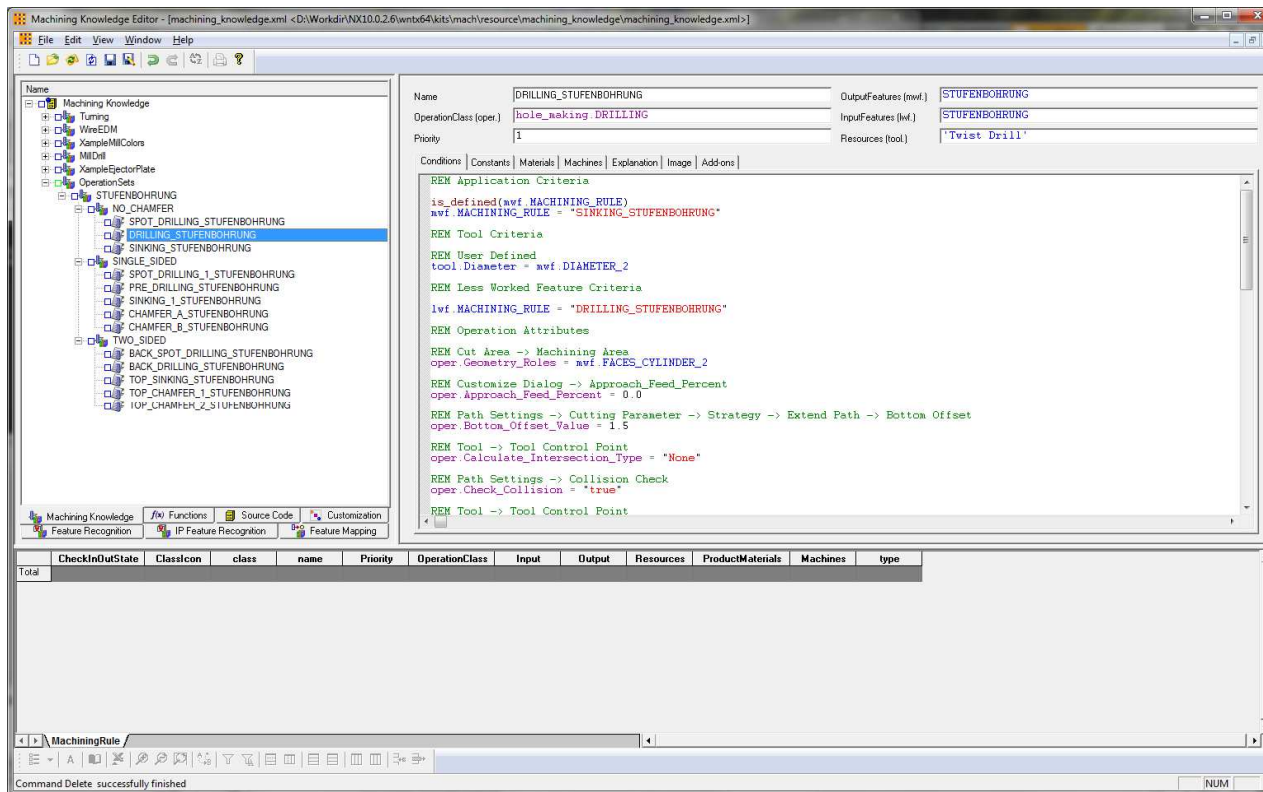 Machining Knowledge Editor - [machining_knowledge.xml <D:\Workdir\NX10.0.2.6\wntx64\kits\mach\resource\machining_knowledge\machining_knowledge.xml>]
File Edit View Window Help
Name
Machining Knowledge
Turning
WireEDM
XampleMillColors
MillDrill
XampleEjectorPlate
OperationSets
STUFENBOHRUNG
NO_CHAMFER
SPOT_DRILLING_STUFENBOHRUNG
DRILLING_STUFENBOHRUNG
SINKING_STUFENBOHRUNG
SINGLE_SIDED
SPOT_DRILLING_1_STUFENBOHRUNG
PRE_DRILLING_STUFENBOHRUNG
SINKING_1_STUFENBOHRUNG
CHAMFER_A_STUFENBOHRUNG
CHAMFER_B_STUFENBOHRUNG
TWO_SIDED
BACK_SPOT_DRILLING_STUFENBOHRUNG
BACK_DRILLING_STUFENBOHRUNG
TOP_SINKING_STUFENBOHRUNG
TOP_CHAMFER_1_STUFENBOHRUNG
TOP_CHAMFER_2_STUFENBOHRUNG
Machining Knowledge f(x) Functions Source Code Customization
Feature Recognition IP Feature Recognition Feature Mapping
Name DRILLING_STUFENBOHRUNG OutputFeatures (mwf.) STUFENBOHRUNG
OperationClass (oper.) hole_making.DRILLING InputFeatures (lwf.) STUFENBOHRUNG
Priority 1 Resources (tool.) 'Twist Drill'
Conditions Constants Materials Machines Explanation Image Add-ons
REM Application Criteria
is_defined(mwf.MACHINING_RULE)
mwf.MACHINING_RULE = "SINKING_STUFENBOHRUNG"
REM Tool Criteria
REM User Defined
tool.Diameter = mwf.DIAMETER_2
REM Less Worked Feature Criteria
lwf.MACHINING_RULE = "DRILLING_STUFENBOHRUNG"
REM Operation Attributes
REM Cut Area -> Machining Area
oper.Geometry_Roles = mwf.FACES_CYLINDER_2
REM Customize Dialog -> Approach_Feed_Percent
oper.Approach_Feed_Percent = 0.0
REM Path Settings -> Cutting Parameter -> Strategy -> Extend Path -> Bottom Offset
oper.Bottom_Offset_Value = 1.5
REM Tool -> Tool Control Point
oper.Calculate_Intersection_Type = "None"
REM Path Settings -> Collision Check
oper.Check_Collision = "true"
REM Tool -> Tool Control Point
CheckInOutState ClassIcon class name Priority OperationClass Input Output Resources ProductMaterials Machines type
Total
MachiningRule
Command Delete successfully finished NUM